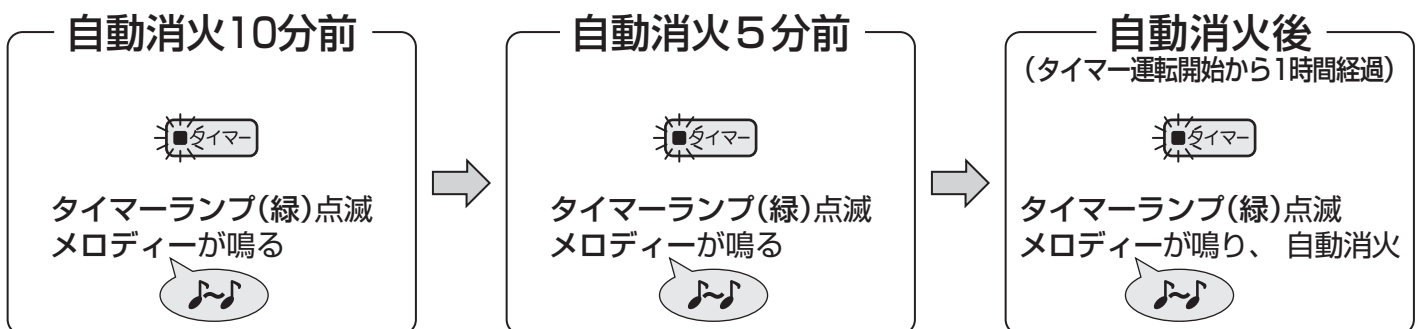 自動消火10分前
タイマー
タイマーランプ(緑)点滅
メロディーが鳴る
自動消火5分前
タイマー
タイマーランプ(緑)点滅
メロディーが鳴る
自動消火後
(タイマー運転開始から1時間経過)
タイマー
タイマーランプ(緑)点滅
メロディーが鳴り、自動消火